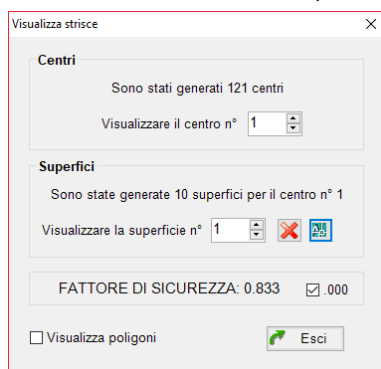 Visualizza strisce
Centri
Sono stati generati 121 centri
Visualizzare il centro n° 1
Superfici
Sono state generate 10 superfici per il centro n° 1
Visualizzare la superficie n° 1
FATTORE DI SICUREZZA: 0.833 .000
Visualizza poligoni
Esci